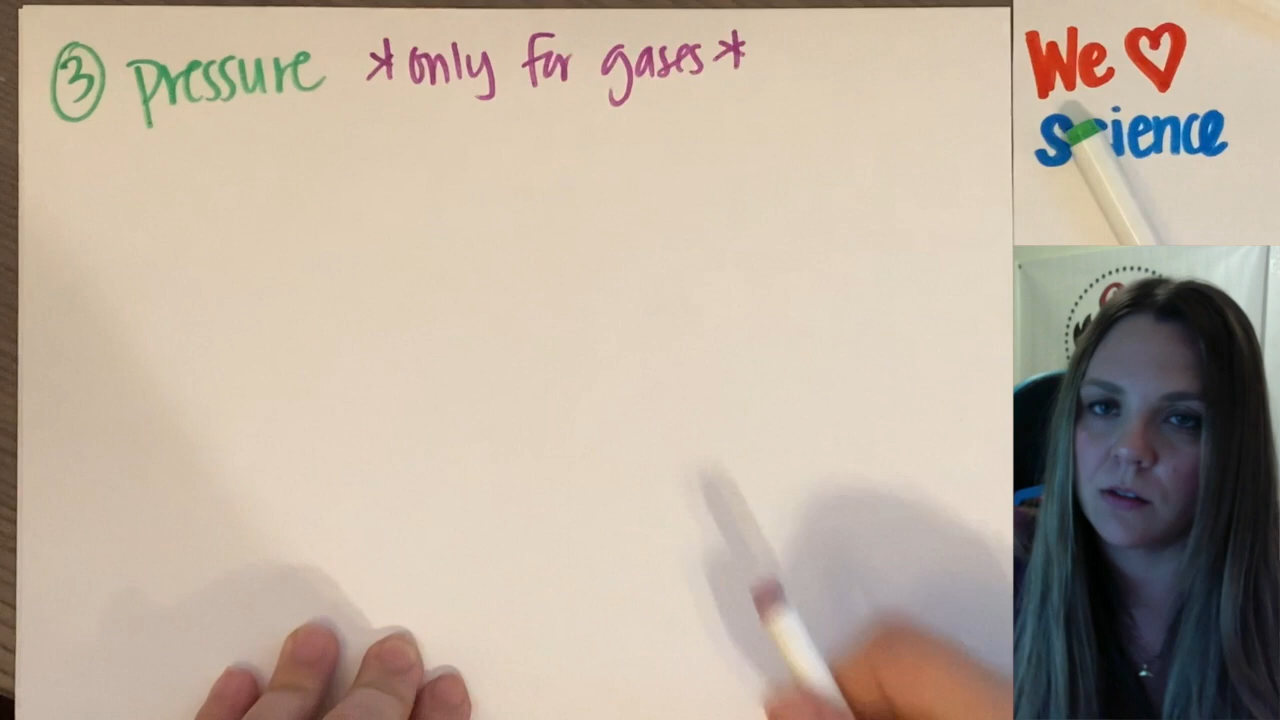 ③ pressure *only for gases*
We ♡
Science